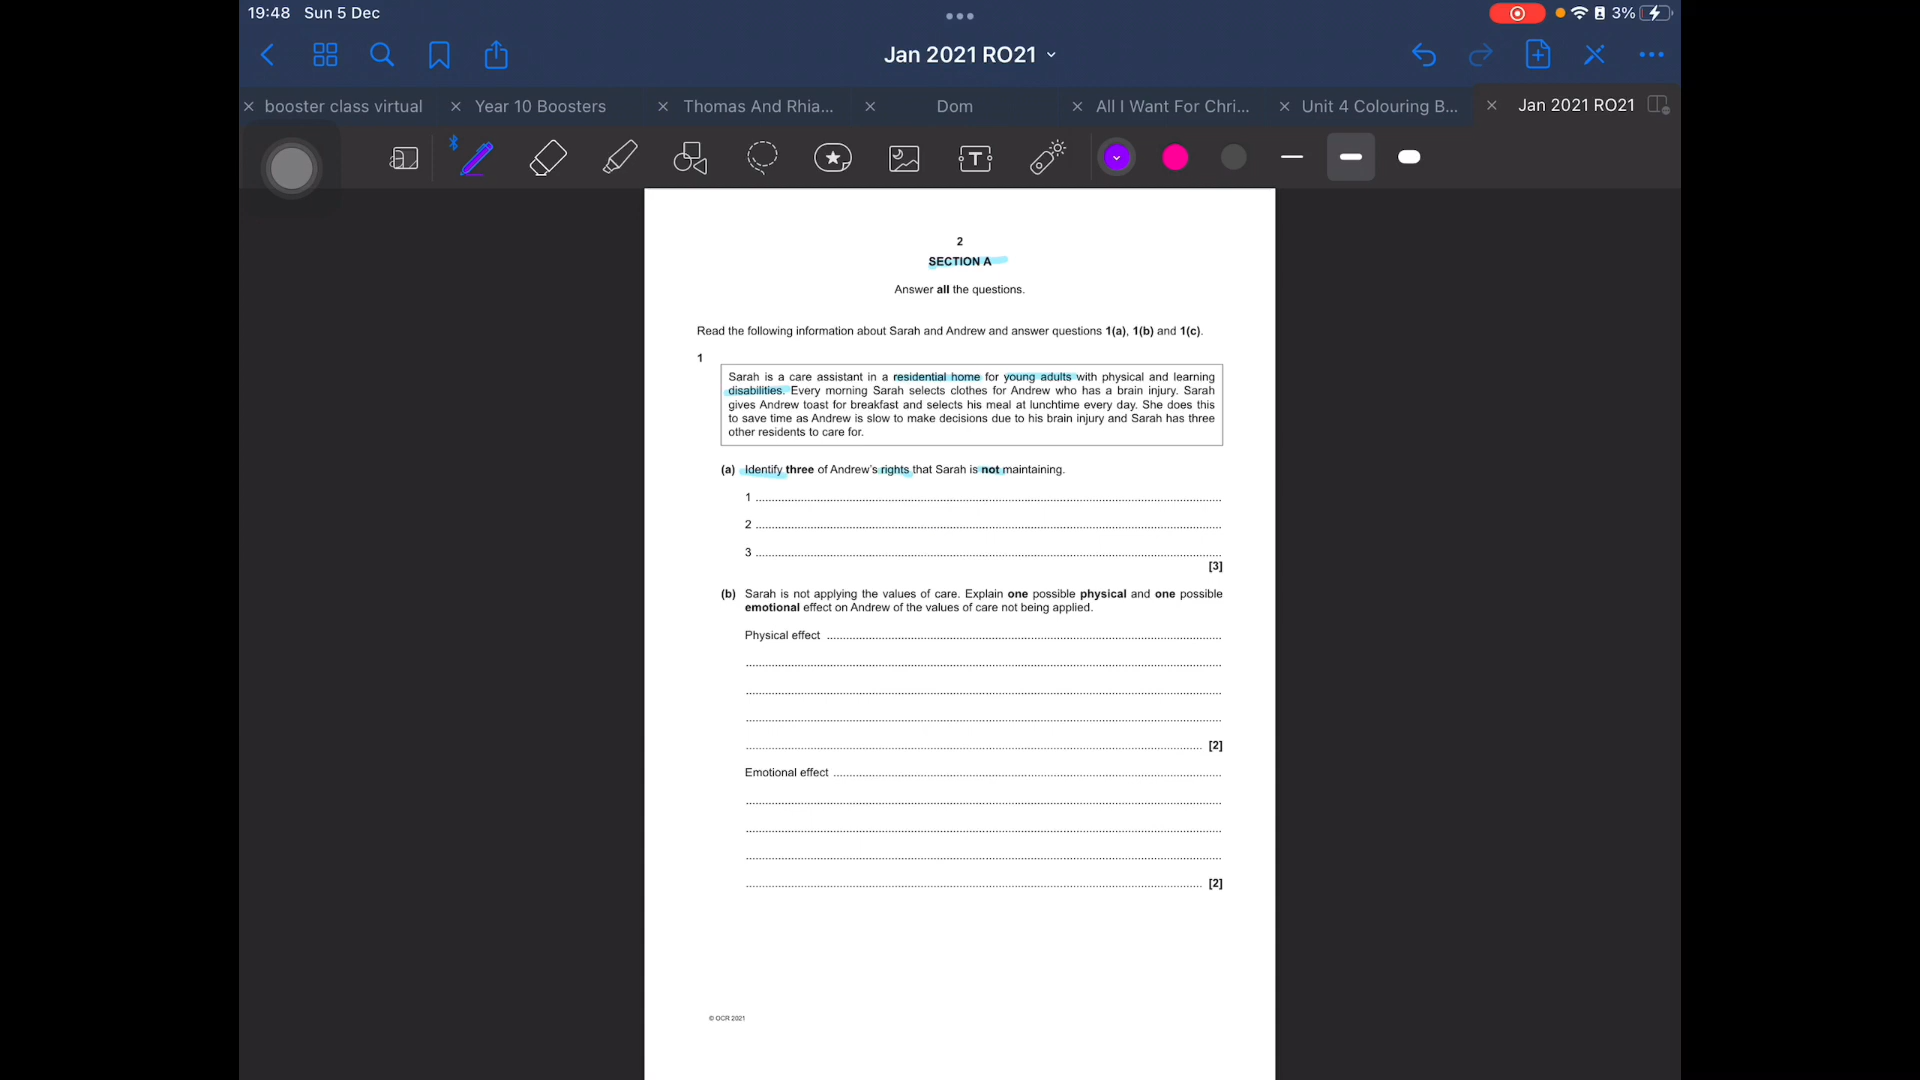 19:48 Sun 5 Dec
3%
Jan 2021 RO21
booster class virtual
Year 10 Boosters
Thomas And Rhia...
Dom
All I Want For Chri...
Unit 4 Colouring B...
Jan 2021 RO21
2
SECTION A
Answer all the questions.
Read the following information about Sarah and Andrew and answer questions 1(a), 1(b) and 1(c).
1
Sarah is a care assistant in a residential home for young adults with physical and learning
disabilities. Every morning Sarah selects clothes for Andrew who has a brain injury. Sarah
gives Andrew toast for breakfast and selects his meal at lunchtime every day. She does this
to save time as Andrew is slow to make decisions due to his brain injury and Sarah has three
other residents to care for.
(a) Identify three of Andrew's rights that Sarah is not maintaining.
1 ........................................................................
2 ........................................................................
3 ........................................................................
[3]
(b) Sarah is not applying the values of care. Explain one possible physical and one possible
emotional effect on Andrew of the values of care not being applied.
Physical effect ........................................................................
........................................................................
........................................................................
........................................................................
........................................................................ [2]
Emotional effect ........................................................................
........................................................................
........................................................................
........................................................................
........................................................................ [2]
© OCR 2021